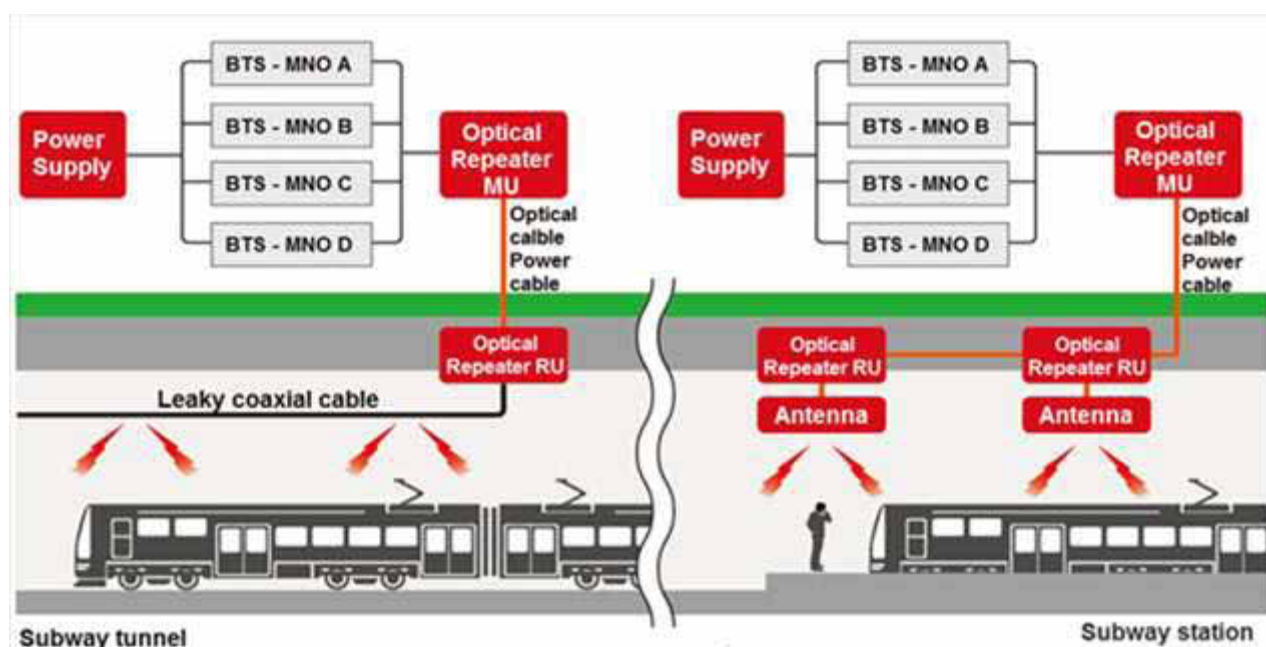 BTS - MNO A
BTS - MNO B
BTS - MNO C
BTS - MNO D
Power
Supply
Optical
Repeater
MU
Optical
calble
Power
cable
Optical
Repeater RU
Leaky coaxial cable
Subway tunnel
BTS - MNO A
BTS - MNO B
BTS - MNO C
BTS - MNO D
Power
Supply
Optical
Repeater
MU
Optical
calble
Power
cable
Optical
Repeater RU
Optical
Repeater RU
Antenna
Antenna
Subway station